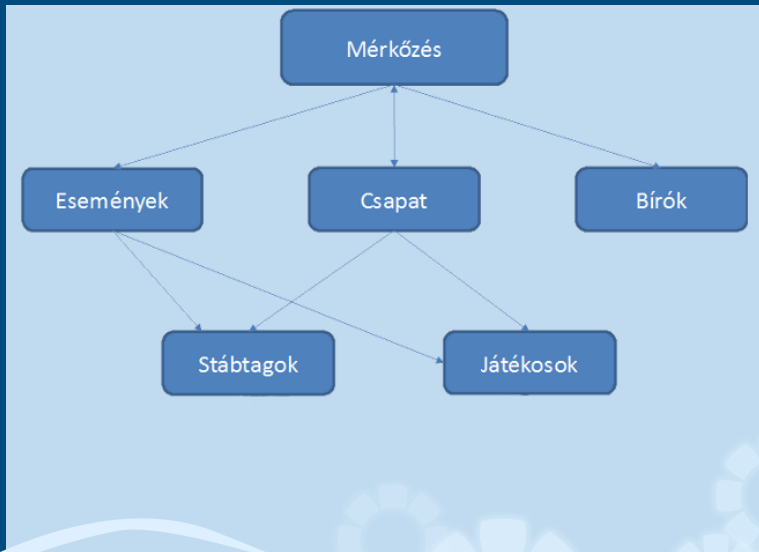 Mérkőzés
Események
Csapat
Bírók
Stábtagok
Játékosok